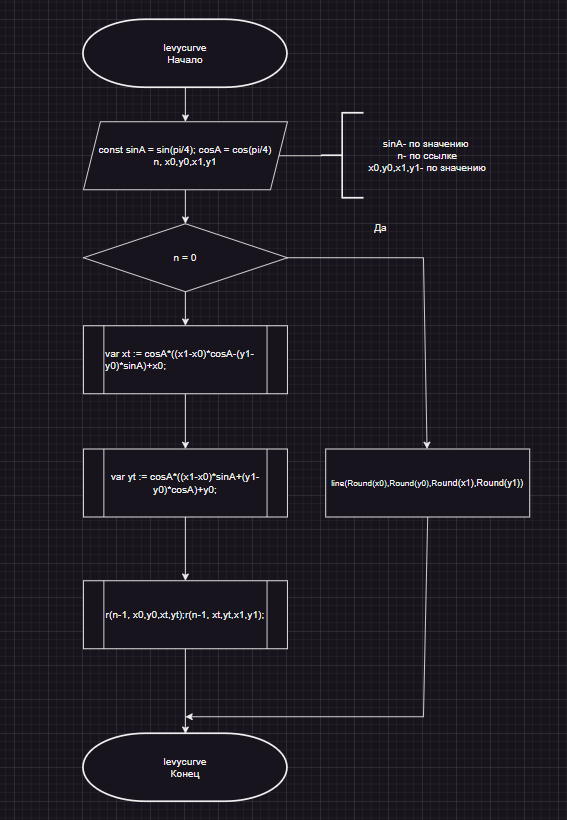 levycurve
Начало
const sinA = sin(pi/4); cosA = cos(pi/4)
n, x0,y0,x1,y1
sinA- по значению
n- по ссылке
x0,y0,x1,y1- по значению
Да
n = 0
var xt := cosA*((x1-x0)*cosA-(y1-
y0)*sinA)+x0;
var yt := cosA*((x1-x0)*sinA+(y1-
y0)*cosA)+y0;
line(Round(x0),Round(y0),Round(x1),Round(y1))
r(n-1, x0,y0,xt,yt);r(n-1, xt,yt,x1,y1);
levycurve
Конец